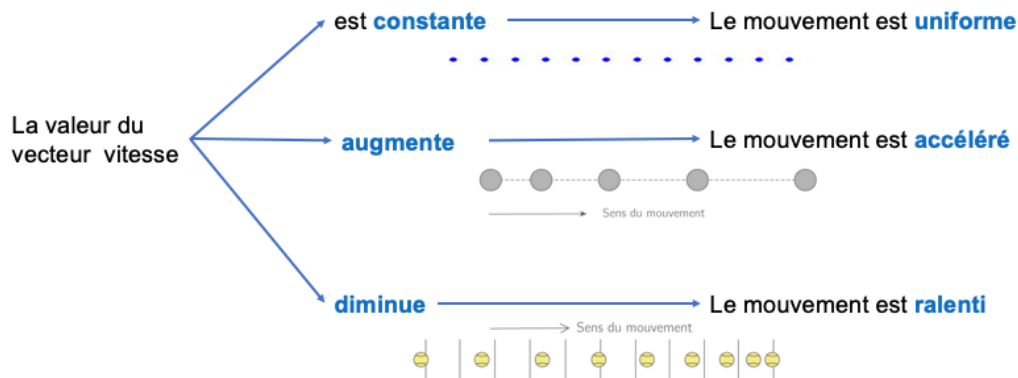 est constante
Le mouvement est uniforme
La valeur du
vecteur vitesse
augmente
Le mouvement est accéléré
Sens du mouvement
diminue
Le mouvement est ralenti
Sens du mouvement